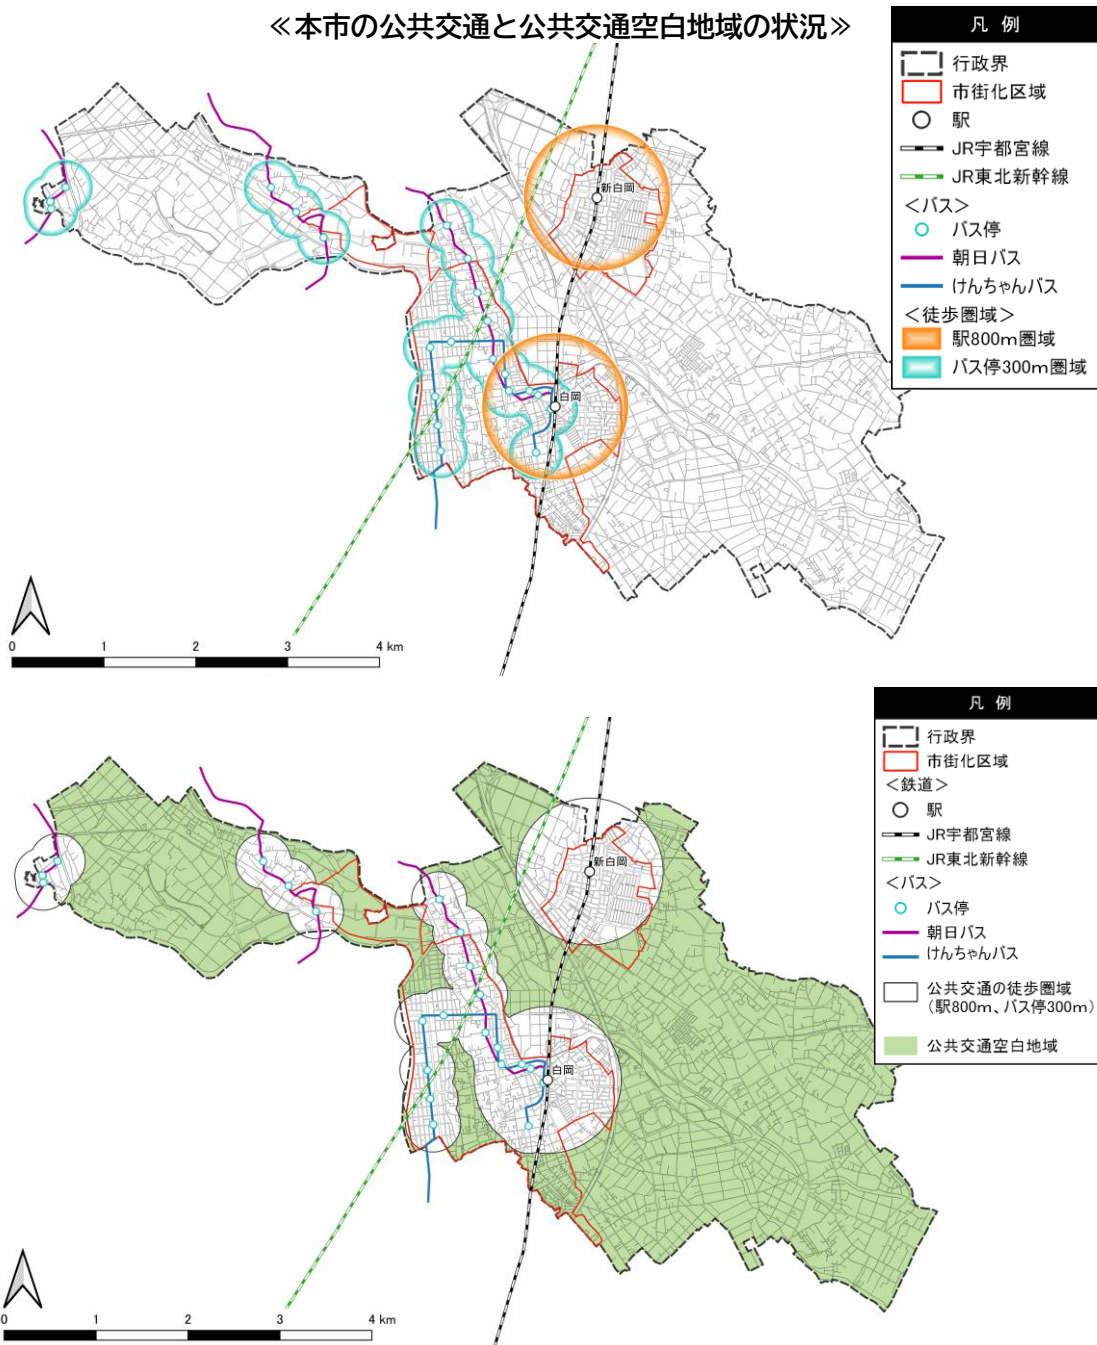 ≪本市の公共交通と公共交通空白地域の状況≫
凡 例
行政界
市街化区域
駅
JR宇都宮線
JR東北新幹線
＜バス＞
バス停
朝日バス
けんちゃんバス
＜徒歩圏域＞
駅800m圏域
バス停300m圏域
新白岡
白岡
0 1 2 3 4 km
凡 例
行政界
市街化区域
＜鉄道＞
駅
JR宇都宮線
JR東北新幹線
＜バス＞
バス停
朝日バス
けんちゃんバス
公共交通の徒歩圏域
（駅800m、バス停300m）
公共交通空白地域
新白岡
白岡
0 1 2 3 4 km